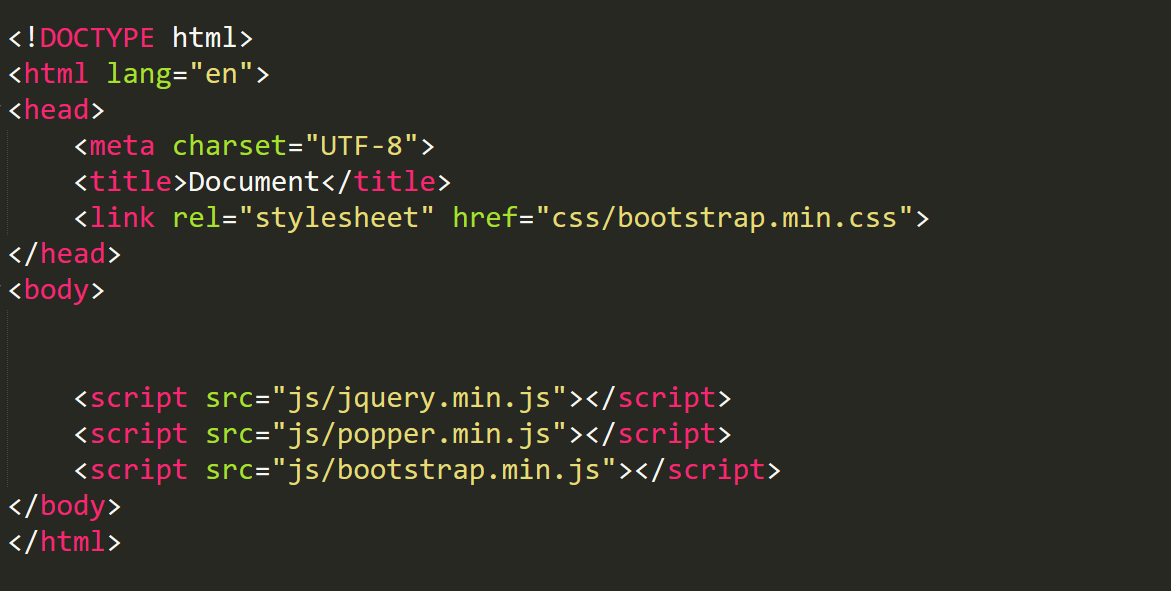 <!DOCTYPE html>
<html lang="en">
<head>
    <meta charset="UTF-8">
    <title>Document</title>
    <link rel="stylesheet" href="css/bootstrap.min.css">
</head>
<body>
    <script src="js/jquery.min.js"></script>
    <script src="js/popper.min.js"></script>
    <script src="js/bootstrap.min.js"></script>
</body>
</html>